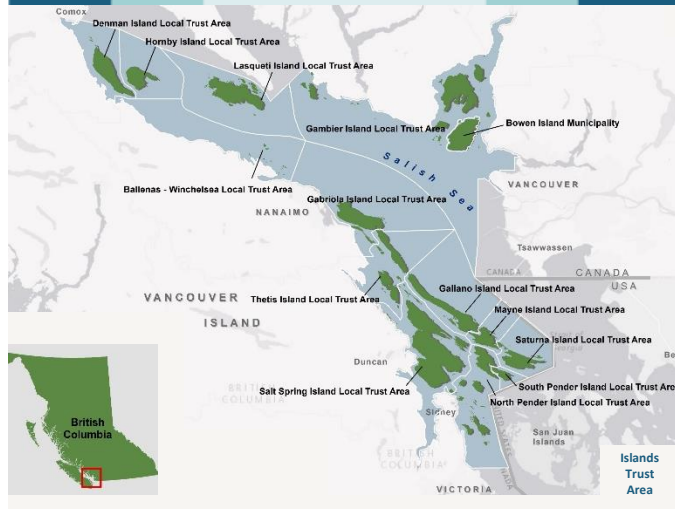 Comox
Denman Island Local Trust Area
Hornby Island Local Trust Area
Lasqueti Island Local Trust Area
Gambier Island Local Trust Area
Bowen Island Municipality
Salish Sea
Ballenas - Winchelsea Local Trust Area
VANCOUVER
Gabriola Island Local Trust Area
NANAIMO
Tsawwassen
CANADA
CANADA
USA
Galiano Island Local Trust Area
VANCOUVER
ISLAND
Thetis Island Local Trust Area
Mayne Island Local Trust Area
Saturna Island Local Trust Area
Duncan
South Pender Island Local Trust Area
Salt Spring Island Local Trust Area
BRITISH
COLUMBIA
North Pender Island Local Trust Area
Sidney
San Juan
Islands
British
Columbia
BRITISH
COLUMBIA
VICTORIA
Islands
Trust
Area